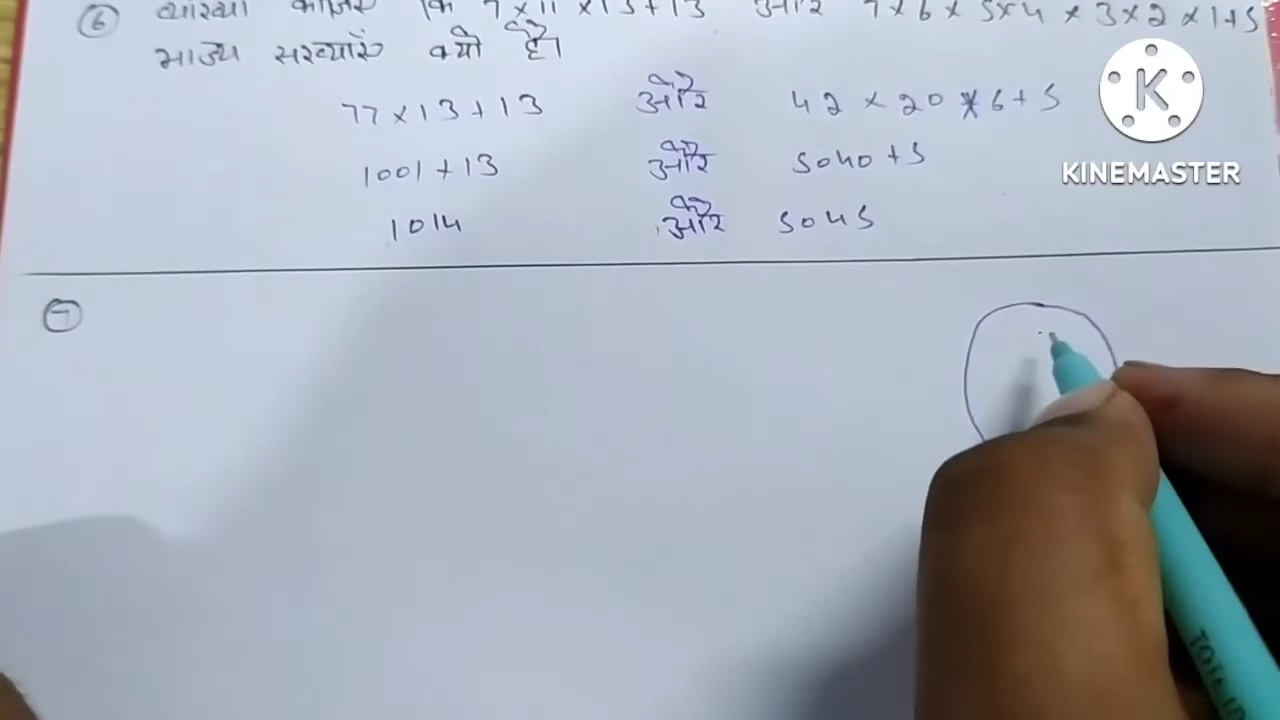 ⑥ व्याख्या कीजिए कि 7 x 11 x 13 + 13 और 7 x 6 x 5 x 4 x 3 x 2 x 1 + 5
भाज्य संख्याएं क्यों है।
77 x 13 + 13 और 42 x 20 x 6 + 5
1001 + 13 और 5040 + 5
1014 और 5045
⑦
K
KINEMASTER